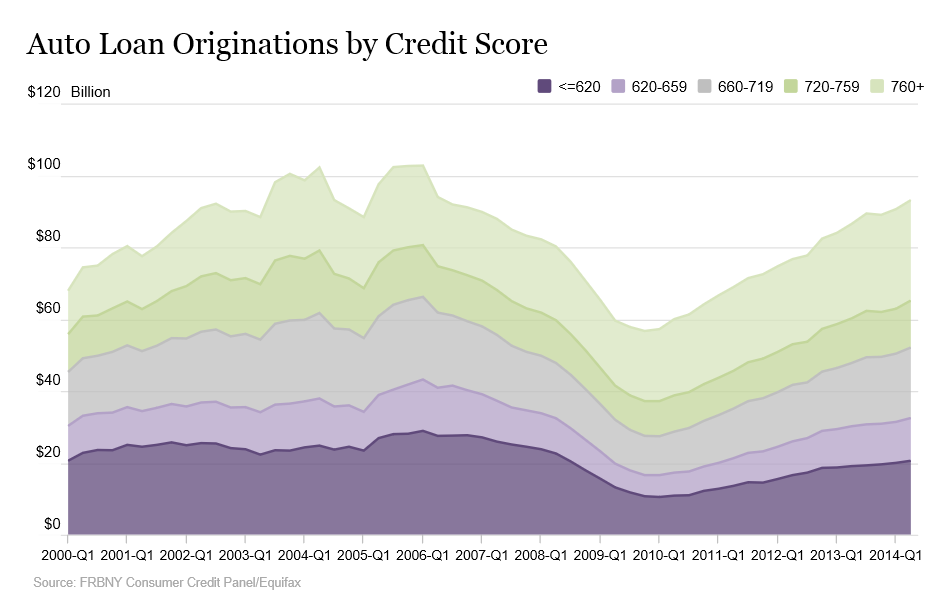 Auto Loan Originations by Credit Score
$120 Billion
<=620 620-659 660-719 720-759 760+
$100
$80
$60
$40
$20
$0
2000-Q1 2001-Q1 2002-Q1 2003-Q1 2004-Q1 2005-Q1 2006-Q1 2007-Q1 2008-Q1 2009-Q1 2010-Q1 2011-Q1 2012-Q1 2013-Q1 2014-Q1
Source: FRBNY Consumer Credit Panel/Equifax